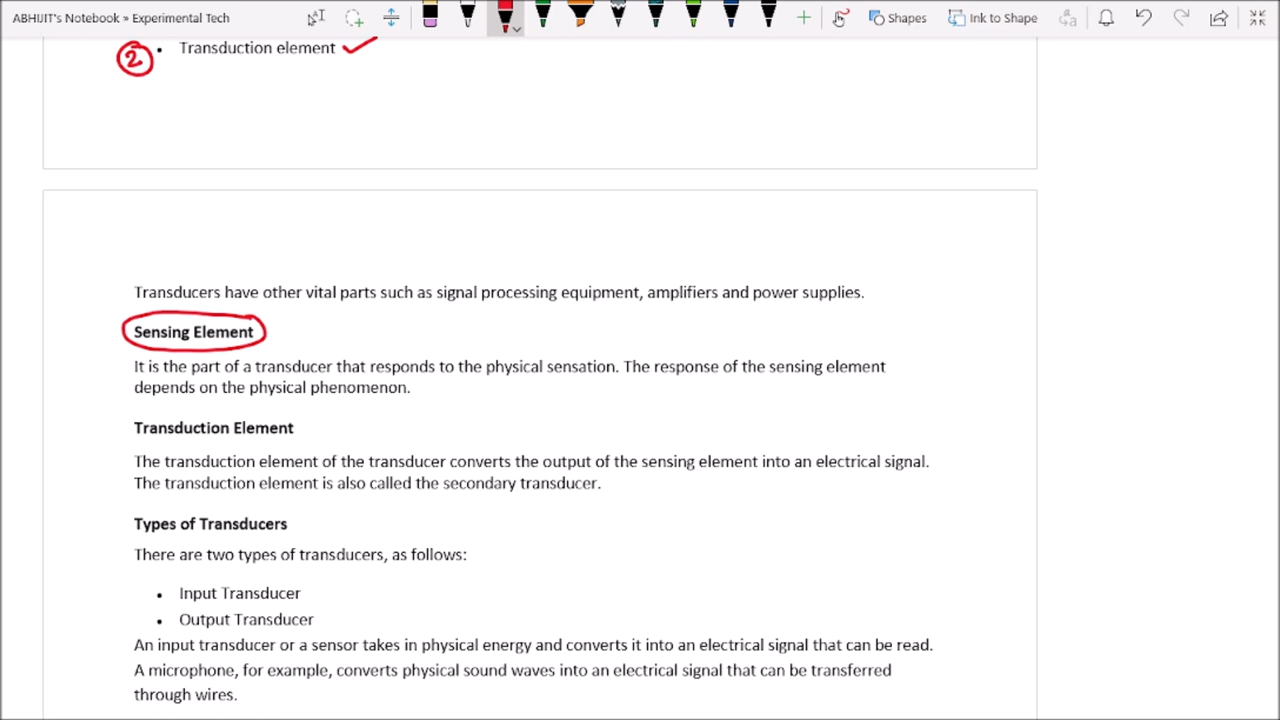 ABHIJIT's Notebook » Experimental Tech
Shapes
Ink to Shape
2 • Transduction element
Transducers have other vital parts such as signal processing equipment, amplifiers and power supplies.
Sensing Element
It is the part of a transducer that responds to the physical sensation. The response of the sensing element
depends on the physical phenomenon.
Transduction Element
The transduction element of the transducer converts the output of the sensing element into an electrical signal.
The transduction element is also called the secondary transducer.
Types of Transducers
There are two types of transducers, as follows:
• Input Transducer
• Output Transducer
An input transducer or a sensor takes in physical energy and converts it into an electrical signal that can be read.
A microphone, for example, converts physical sound waves into an electrical signal that can be transferred
through wires.